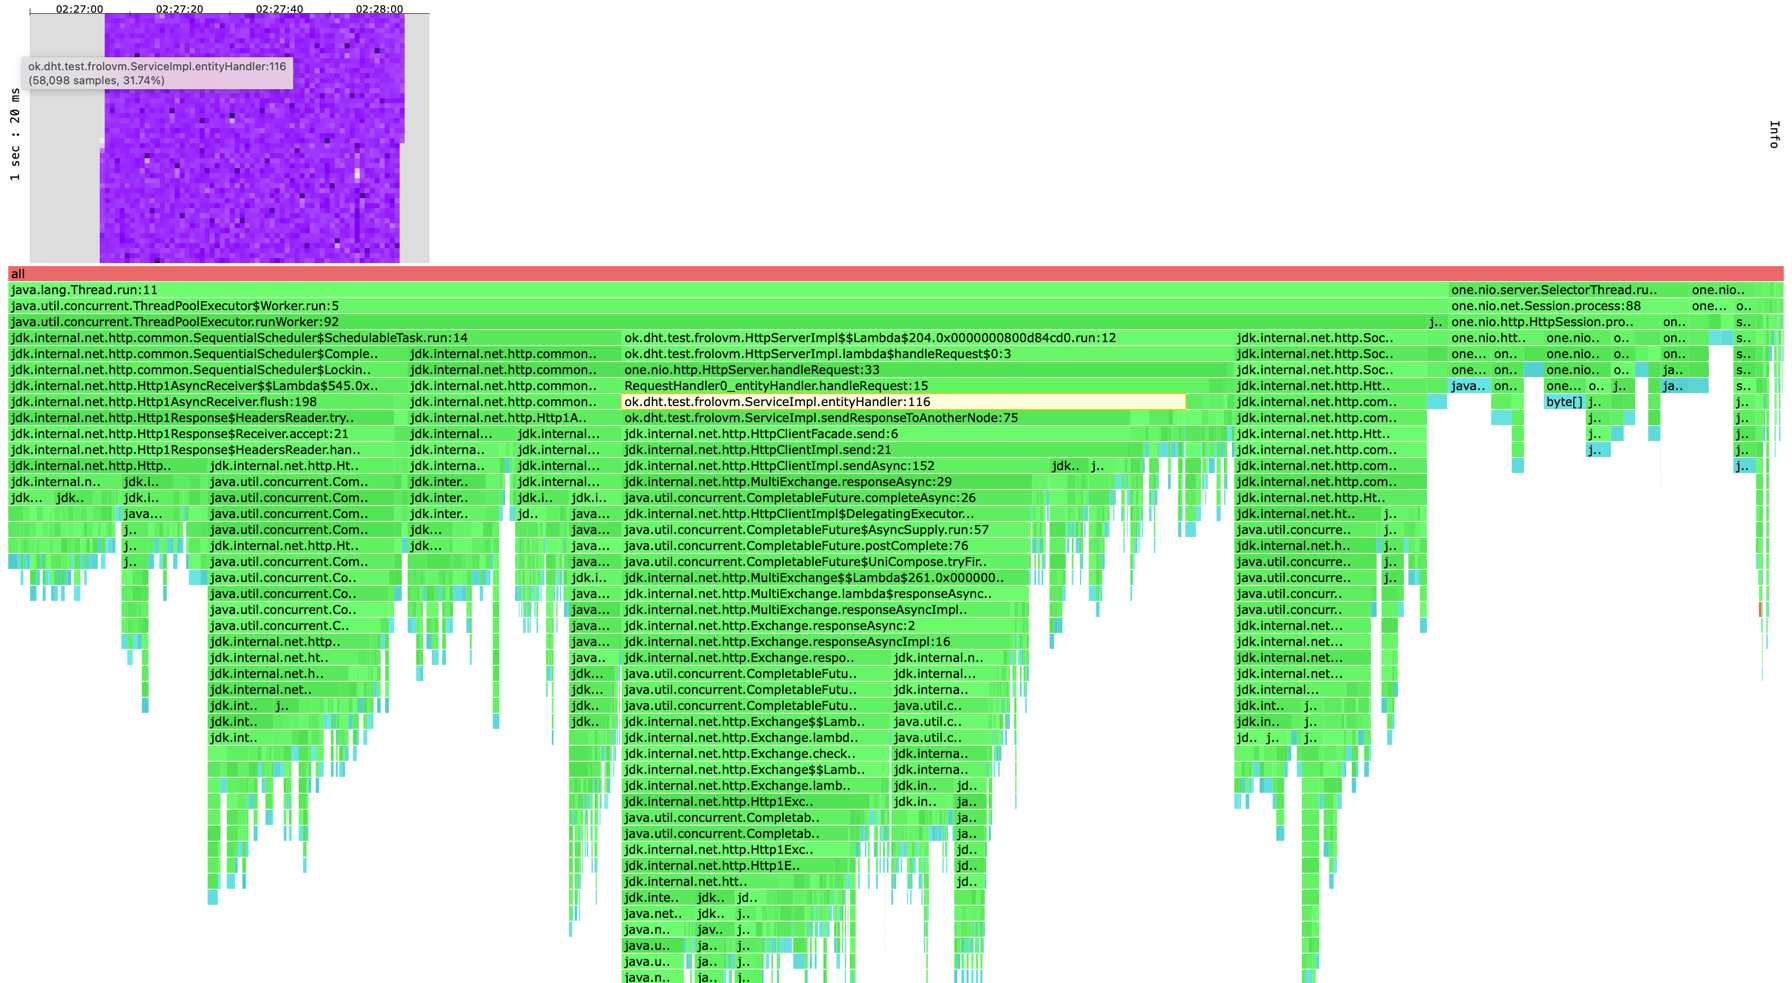 02:27:00 02:27:20 02:27:40 02:28:00
ok.dht.test.frolovm.ServiceImpl.entityHandler:116
(58,098 samples, 31.74%)
1 sec : 20 ms
Info
all
java.lang.Thread.run:11 one.nio.server.SelectorThread.ru.. one.nio..
java.util.concurrent.ThreadPoolExecutor$Worker.run:5 one.nio.net.Session.process:88 one... o..
java.util.concurrent.ThreadPoolExecutor.runWorker:92 j.. one.nio.http.HttpSession.pro.. on.. s..
jdk.internal.net.http.common.SequentialScheduler$SchedulableTask.run:14 ok.dht.test.frolovm.HttpServerImpl$$Lambda$204.0x0000000800d84cd0.run:12 jdk.internal.net.http.Soc.. one.nio.htt.. one.nio.. o.. on.. s..
jdk.internal.net.http.common.SequentialScheduler$Comple.. jdk.internal.net.http.common.. ok.dht.test.frolovm.HttpServerImpl.lambda$handleRequest$0:3 jdk.internal.net.http.Soc.. one... on.. one.nio.. o.. on.. s..
jdk.internal.net.http.common.SequentialScheduler$Lockin.. jdk.internal.net.http.common.. one.nio.http.HttpServer.handleRequest:33 jdk.internal.net.http.Soc.. one... on.. one.nio.. o.. ja.. s..
jdk.internal.net.http.Http1AsyncReceiver$$Lambda$545.0x.. jdk.internal.net.http.common.. RequestHandler0_entityHandler.handleRequest:15 jdk.internal.net.http.Htt.. java.. on.. one... o.. j.. ja.. s..
jdk.internal.net.http.Http1AsyncReceiver.flush:198 jdk.internal.net.http.common.. ok.dht.test.frolovm.ServiceImpl.entityHandler:116 jdk.internal.net.http.com.. byte[] j.. j..
jdk.internal.net.http.Http1Response$HeadersReader.try.. jdk.internal.net.http.Http1A.. ok.dht.test.frolovm.ServiceImpl.sendResponseToAnotherNode:75 jdk.internal.net.http.com.. j.. j..
jdk.internal.net.http.Http1Response$Receiver.accept:21 jdk.internal... jdk.internal... jdk.internal.net.http.HttpClientFacade.send:6 jdk.internal.net.http.Htt.. j.. j..
jdk.internal.net.http.Http1Response$HeadersReader.han.. jdk.interna.. jdk.internal... jdk.internal.net.http.HttpClientImpl.send:21 jdk.internal.net.http.com.. j.. j..
jdk.internal.net.http.Http.. jdk.internal.net.http.Ht.. jdk.interna.. jdk.internal... jdk.internal.net.http.HttpClientImpl.sendAsync:152 jdk.. j.. jdk.internal.net.http.com.. j..
jdk.internal.n.. jdk.i.. java.util.concurrent.Com.. jdk.inter.. jdk.internal... jdk.internal.net.http.MultiExchange.responseAsync:29 jdk.internal.net.http.com..
jdk... jdk.. java.util.concurrent.Com.. jdk.inter.. jdk.i.. jdk.i.. java.util.concurrent.CompletableFuture.completeAsync:26 jdk.internal.net.http.Ht..
java... java.util.concurrent.Com.. jdk.inter.. jd.. java... jdk.internal.net.http.HttpClientImpl$DelegatingExecutor... jdk.internal.net.ht.. j..
j.. java.util.concurrent.Com.. jdk... java... java.util.concurrent.CompletableFuture$AsyncSupply.run:57 java.util.concurre.. j..
j.. jdk.internal.net.http.Ht.. jdk... java... java.util.concurrent.CompletableFuture.postComplete:76 jdk.internal.net.h.. j..
j.. java.util.concurrent.Com.. java... java.util.concurrent.CompletableFuture$UniCompose.tryFir.. java.util.concurre.. j..
java.util.concurrent.Co.. jdk.i.. jdk.internal.net.http.MultiExchange$$Lambda$261.0x000000.. java.util.concurre.. j..
java.util.concurrent.Co.. java... jdk.internal.net.http.MultiExchange.lambda$responseAsync.. java.util.concurr..
java.util.concurrent.Co.. java... jdk.internal.net.http.MultiExchange.responseAsyncImpl.. java.util.concurr..
java.util.concurrent.C.. java... jdk.internal.net.http.Exchange.responseAsync:2 jdk.internal.net...
jdk.internal.net.http.. java... jdk.internal.net.http.Exchange.responseAsyncImpl:16 jdk.internal.net...
jdk.internal.net.ht.. java.. jdk.internal.net.http.Exchange.respo.. jdk.internal.n.. jdk.internal.net...
jdk.internal.net.h.. jdk... java.util.concurrent.CompletableFutu.. jdk.internal... jdk.internal.net...
jdk.internal.net.. jdk... java.util.concurrent.CompletableFutu.. jdk.interna.. jdk.internal...
jdk.int.. j.. jdk.. java.util.concurrent.CompletableFutu.. java.util.c.. jdk.int.. j..
jdk.int.. jdk.. jdk.internal.net.http.Exchange$$Lamb.. java.util.c.. jdk.in.. j..
jdk.int.. jdk.internal.net.http.Exchange.lambd.. java.util.c.. jd.. j.. j..
jdk.internal.net.http.Exchange.check.. jdk.interna..
jdk.internal.net.http.Exchange$$Lamb.. jdk.interna..
jdk.internal.net.http.Exchange.lamb.. jdk.in.. jd..
jdk.internal.net.http.Http1Exc.. jdk.in.. ja..
java.util.concurrent.Completab.. ja..
java.util.concurrent.Completab.. ja..
jdk.internal.net.http.Http1Exc.. jd..
jdk.internal.net.http.Http1E.. jd..
jdk.internal.net.htt.. jd..
jdk.inte.. jdk.. jd..
java.net.. jdk.. j..
java.n.. jav.. j..
java.u.. ja.. j..
java.u.. ja.. j..
java.n.. ja.. j..